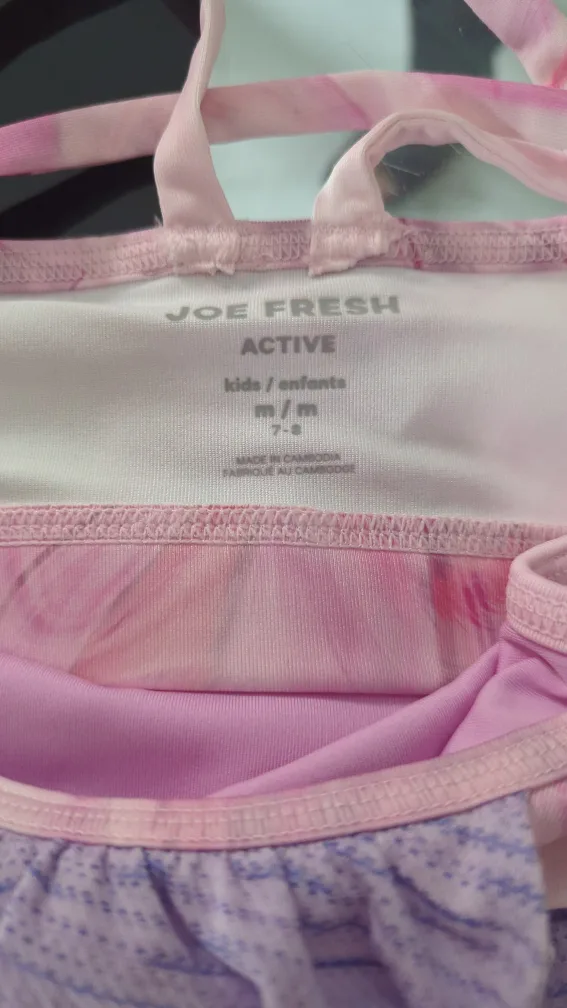 JOE FRESH
ACTIVE
kids / enfants
m / m
7-8
MADE IN CAMBODIA
FABRIQUÉ AU CAMBODGE